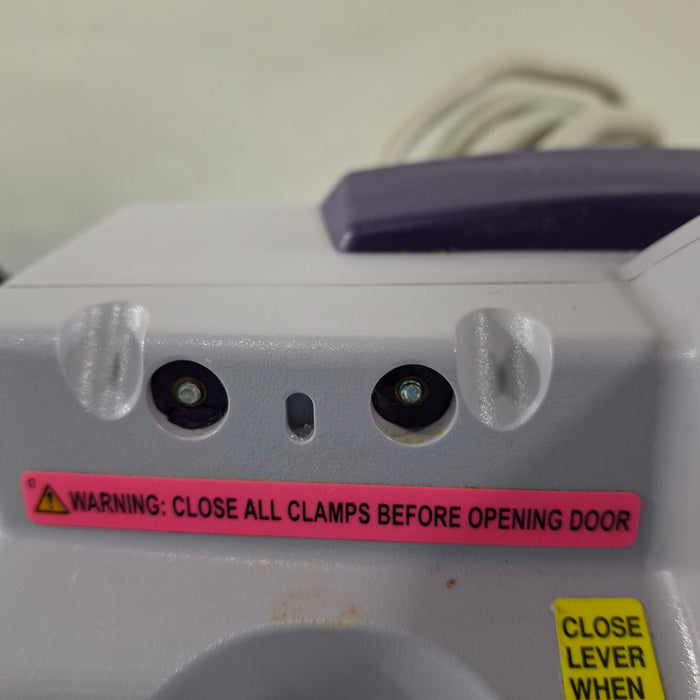 WARNING: CLOSE ALL CLAMPS BEFORE OPENING DOOR
CLOSE
LEVER
WHEN